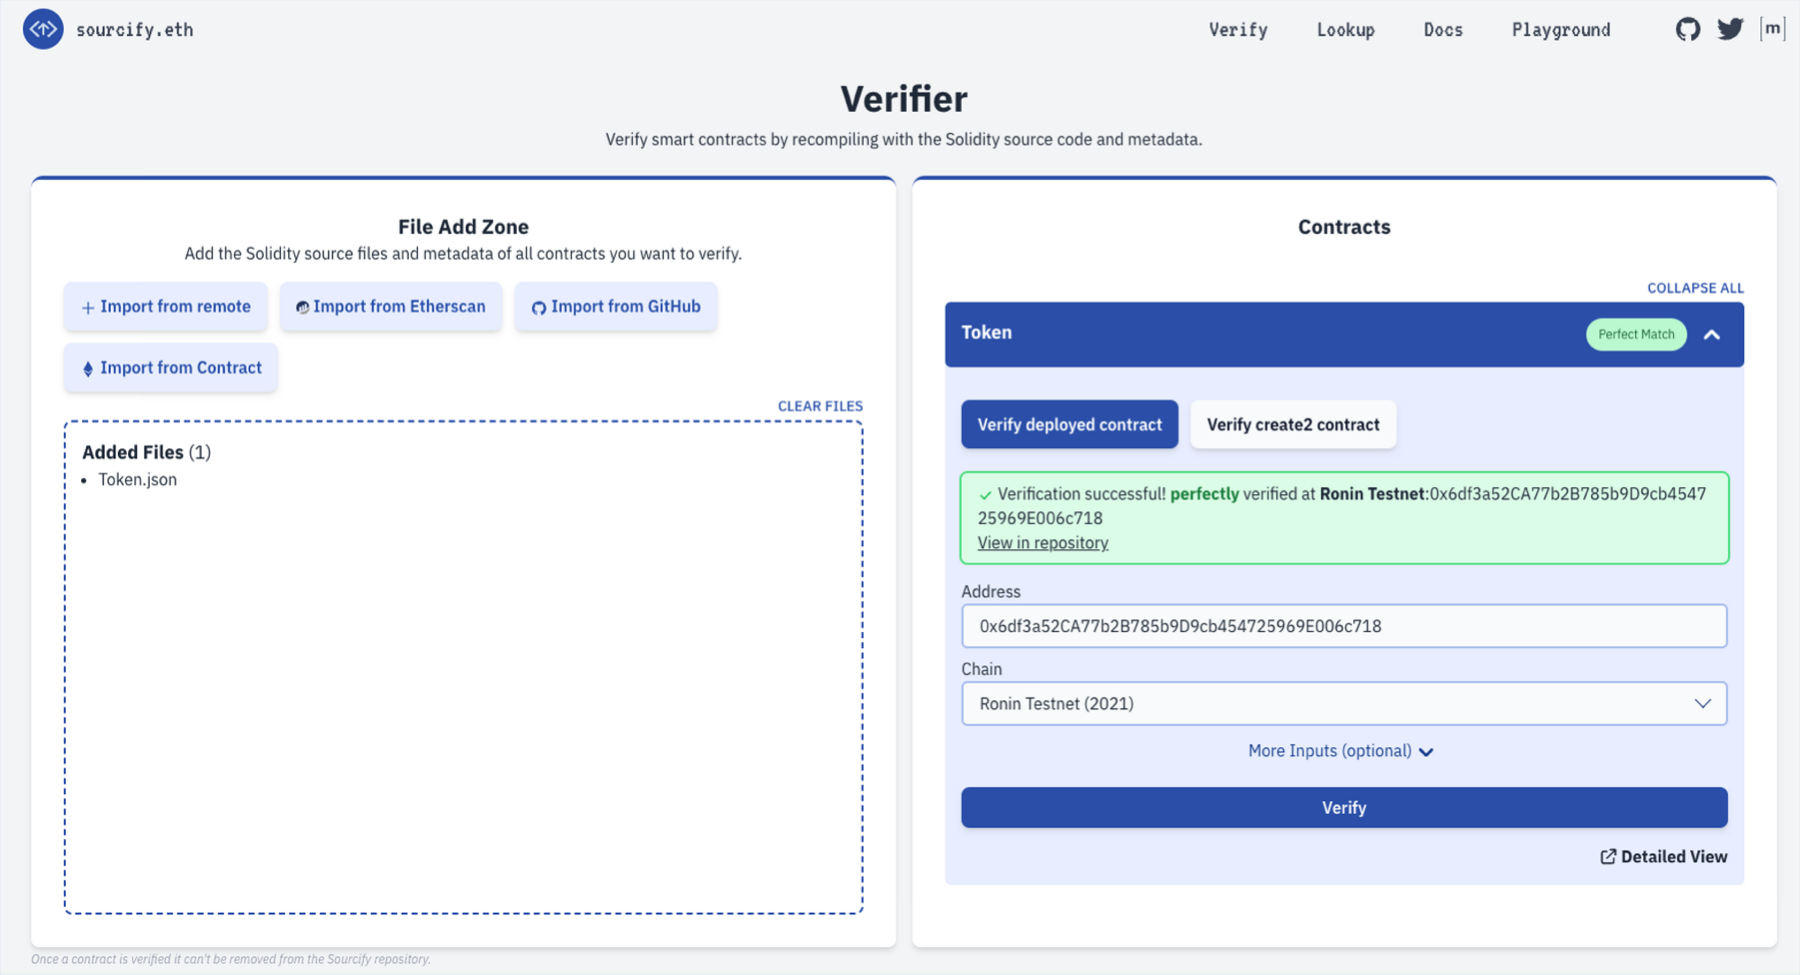 sourcify.eth
Verify
Lookup
Docs
Playground
[m]
Verifier
Verify smart contracts by recompiling with the Solidity source code and metadata.
File Add Zone
Add the Solidity source files and metadata of all contracts you want to verify.
Import from remote
Import from Etherscan
Import from GitHub
Import from Contract
CLEAR FILES
Added Files (1)
• Token.json
Contracts
COLLAPSE ALL
Token
Perfect Match
Verify deployed contract
Verify create2 contract
✓ Verification successful! perfectly verified at Ronin Testnet:0x6df3a52CA77b2B785b9D9cb4547
25969E006c718
View in repository
Address
0x6df3a52CA77b2B785b9D9cb454725969E006c718
Chain
Ronin Testnet (2021)
More Inputs (optional)
Verify
Detailed View
Once a contract is verified it can't be removed from the Sourcify repository.